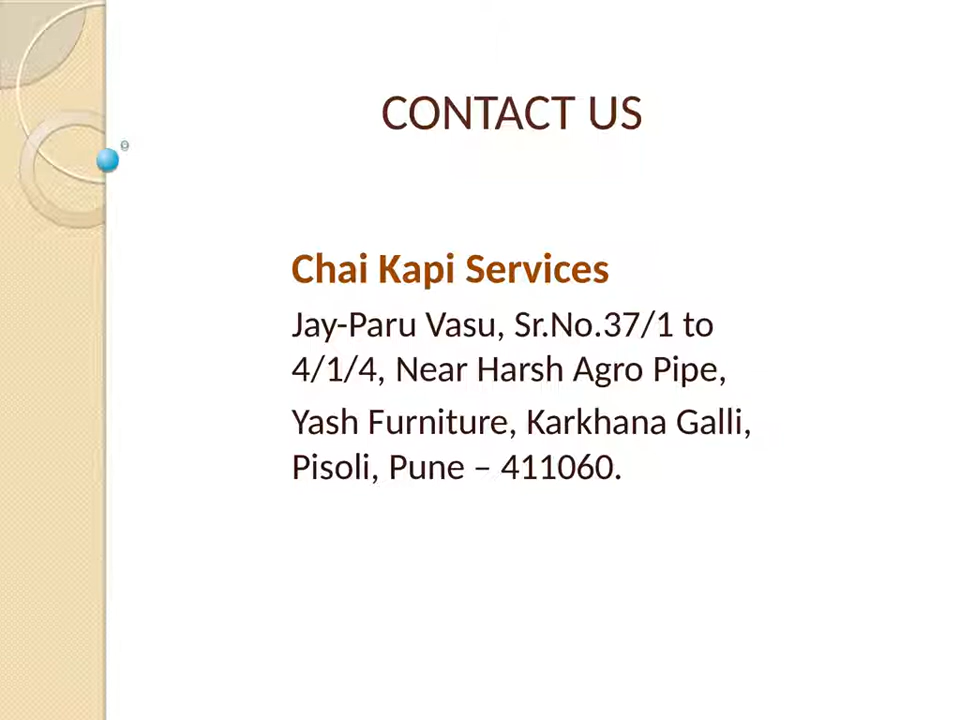 CONTACT US
Chai Kapi Services
Jay-Paru Vasu, Sr.No.37/1 to
4/1/4, Near Harsh Agro Pipe,
Yash Furniture, Karkhana Galli,
Pisoli, Pune – 411060.